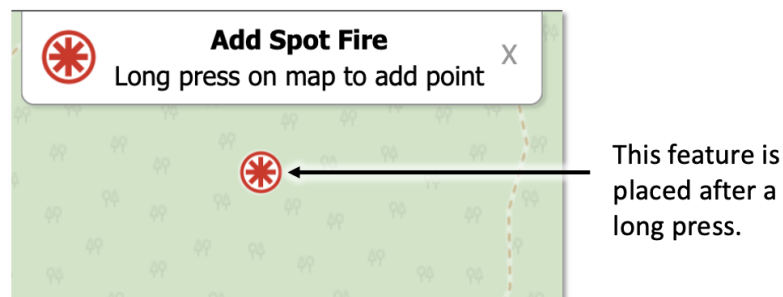 Add Spot Fire
X
Long press on map to add point
This feature is
placed after a
long press.